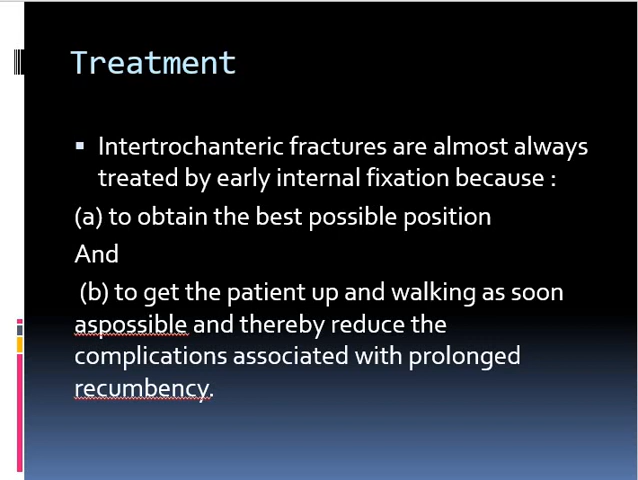 Treatment
Intertrochanteric fractures are almost always
treated by early internal fixation because :
(a) to obtain the best possible position
And
(b) to get the patient up and walking as soon
aspossible and thereby reduce the
complications associated with prolonged
recumbency.